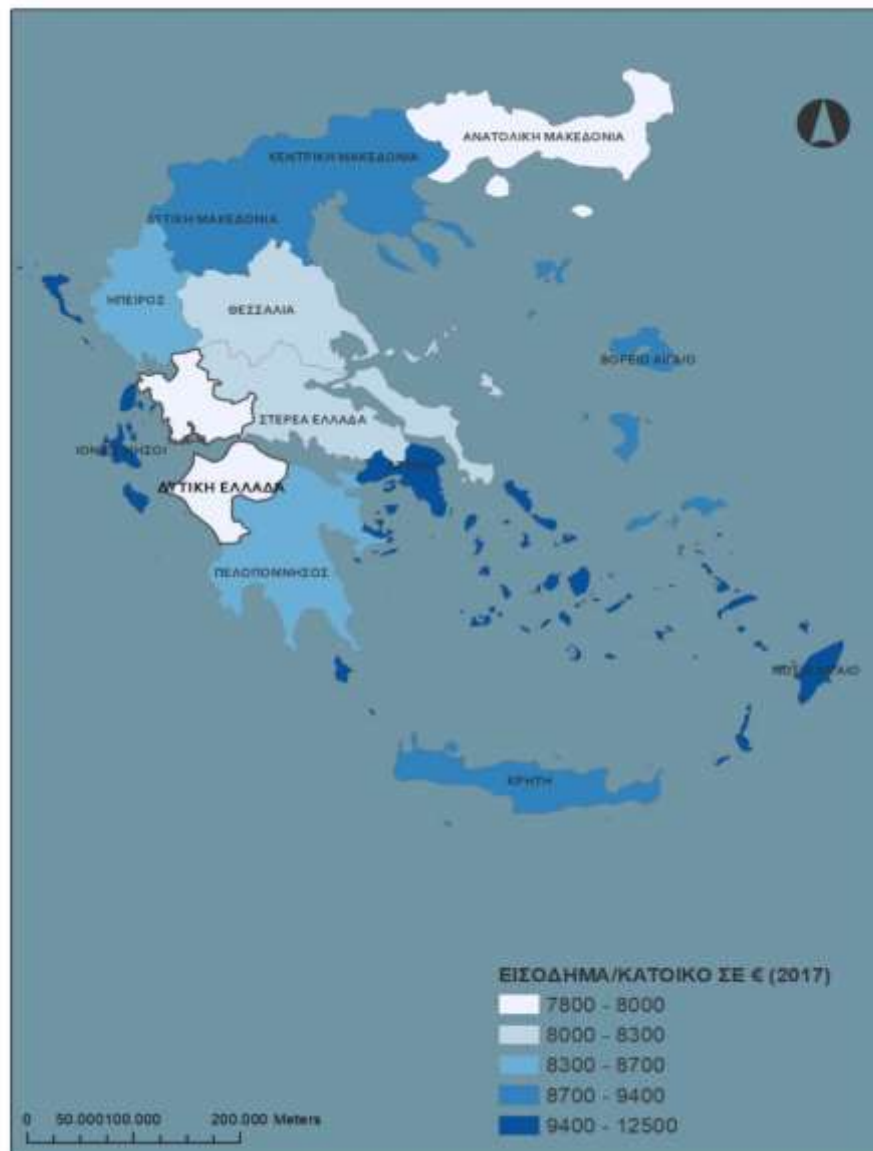 ΑΝΑΤΟΛΙΚΗ ΜΑΚΕΔΟΝΙΑ
ΚΕΝΤΡΙΚΗ ΜΑΚΕΔΟΝΙΑ
ΔΥΤΙΚΗ ΜΑΚΕΔΟΝΙΑ
ΗΠΕΙΡΟΣ
ΘΕΣΣΑΛΙΑ
ΒΟΡΕΙΟ ΑΙΓΑΙΟ
ΣΤΕΡΕΑ ΕΛΛΑΔΑ
ΔΥΤΙΚΗ ΕΛΛΑΔΑ
ΠΕΛΟΠΟΝΝΗΣΟΣ
ΚΡΗΤΗ
ΕΙΣΟΔΗΜΑ/ΚΑΤΟΙΚΟ ΣΕ € (2017)
7800 - 8000
8000 - 8300
8300 - 8700
8700 - 9400
9400 - 12500
0 50.000100.000 200.000 Meters